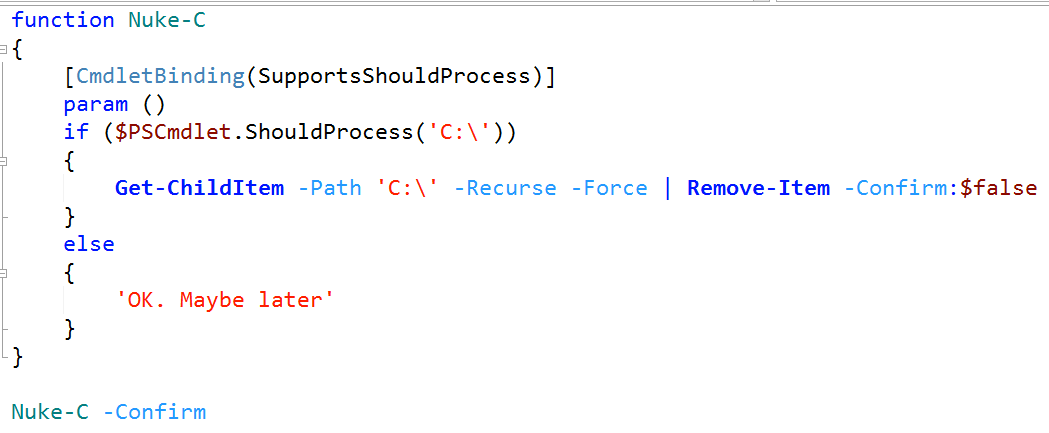 function Nuke-C
{
    [CmdletBinding(SupportsShouldProcess)]
    param ()
    if ($PSCmdlet.ShouldProcess('C:\'))
    {
        Get-ChildItem -Path 'C:\' -Recurse -Force | Remove-Item -Confirm:$false
    }
    else
    {
        'OK. Maybe later'
    }
}

Nuke-C -Confirm